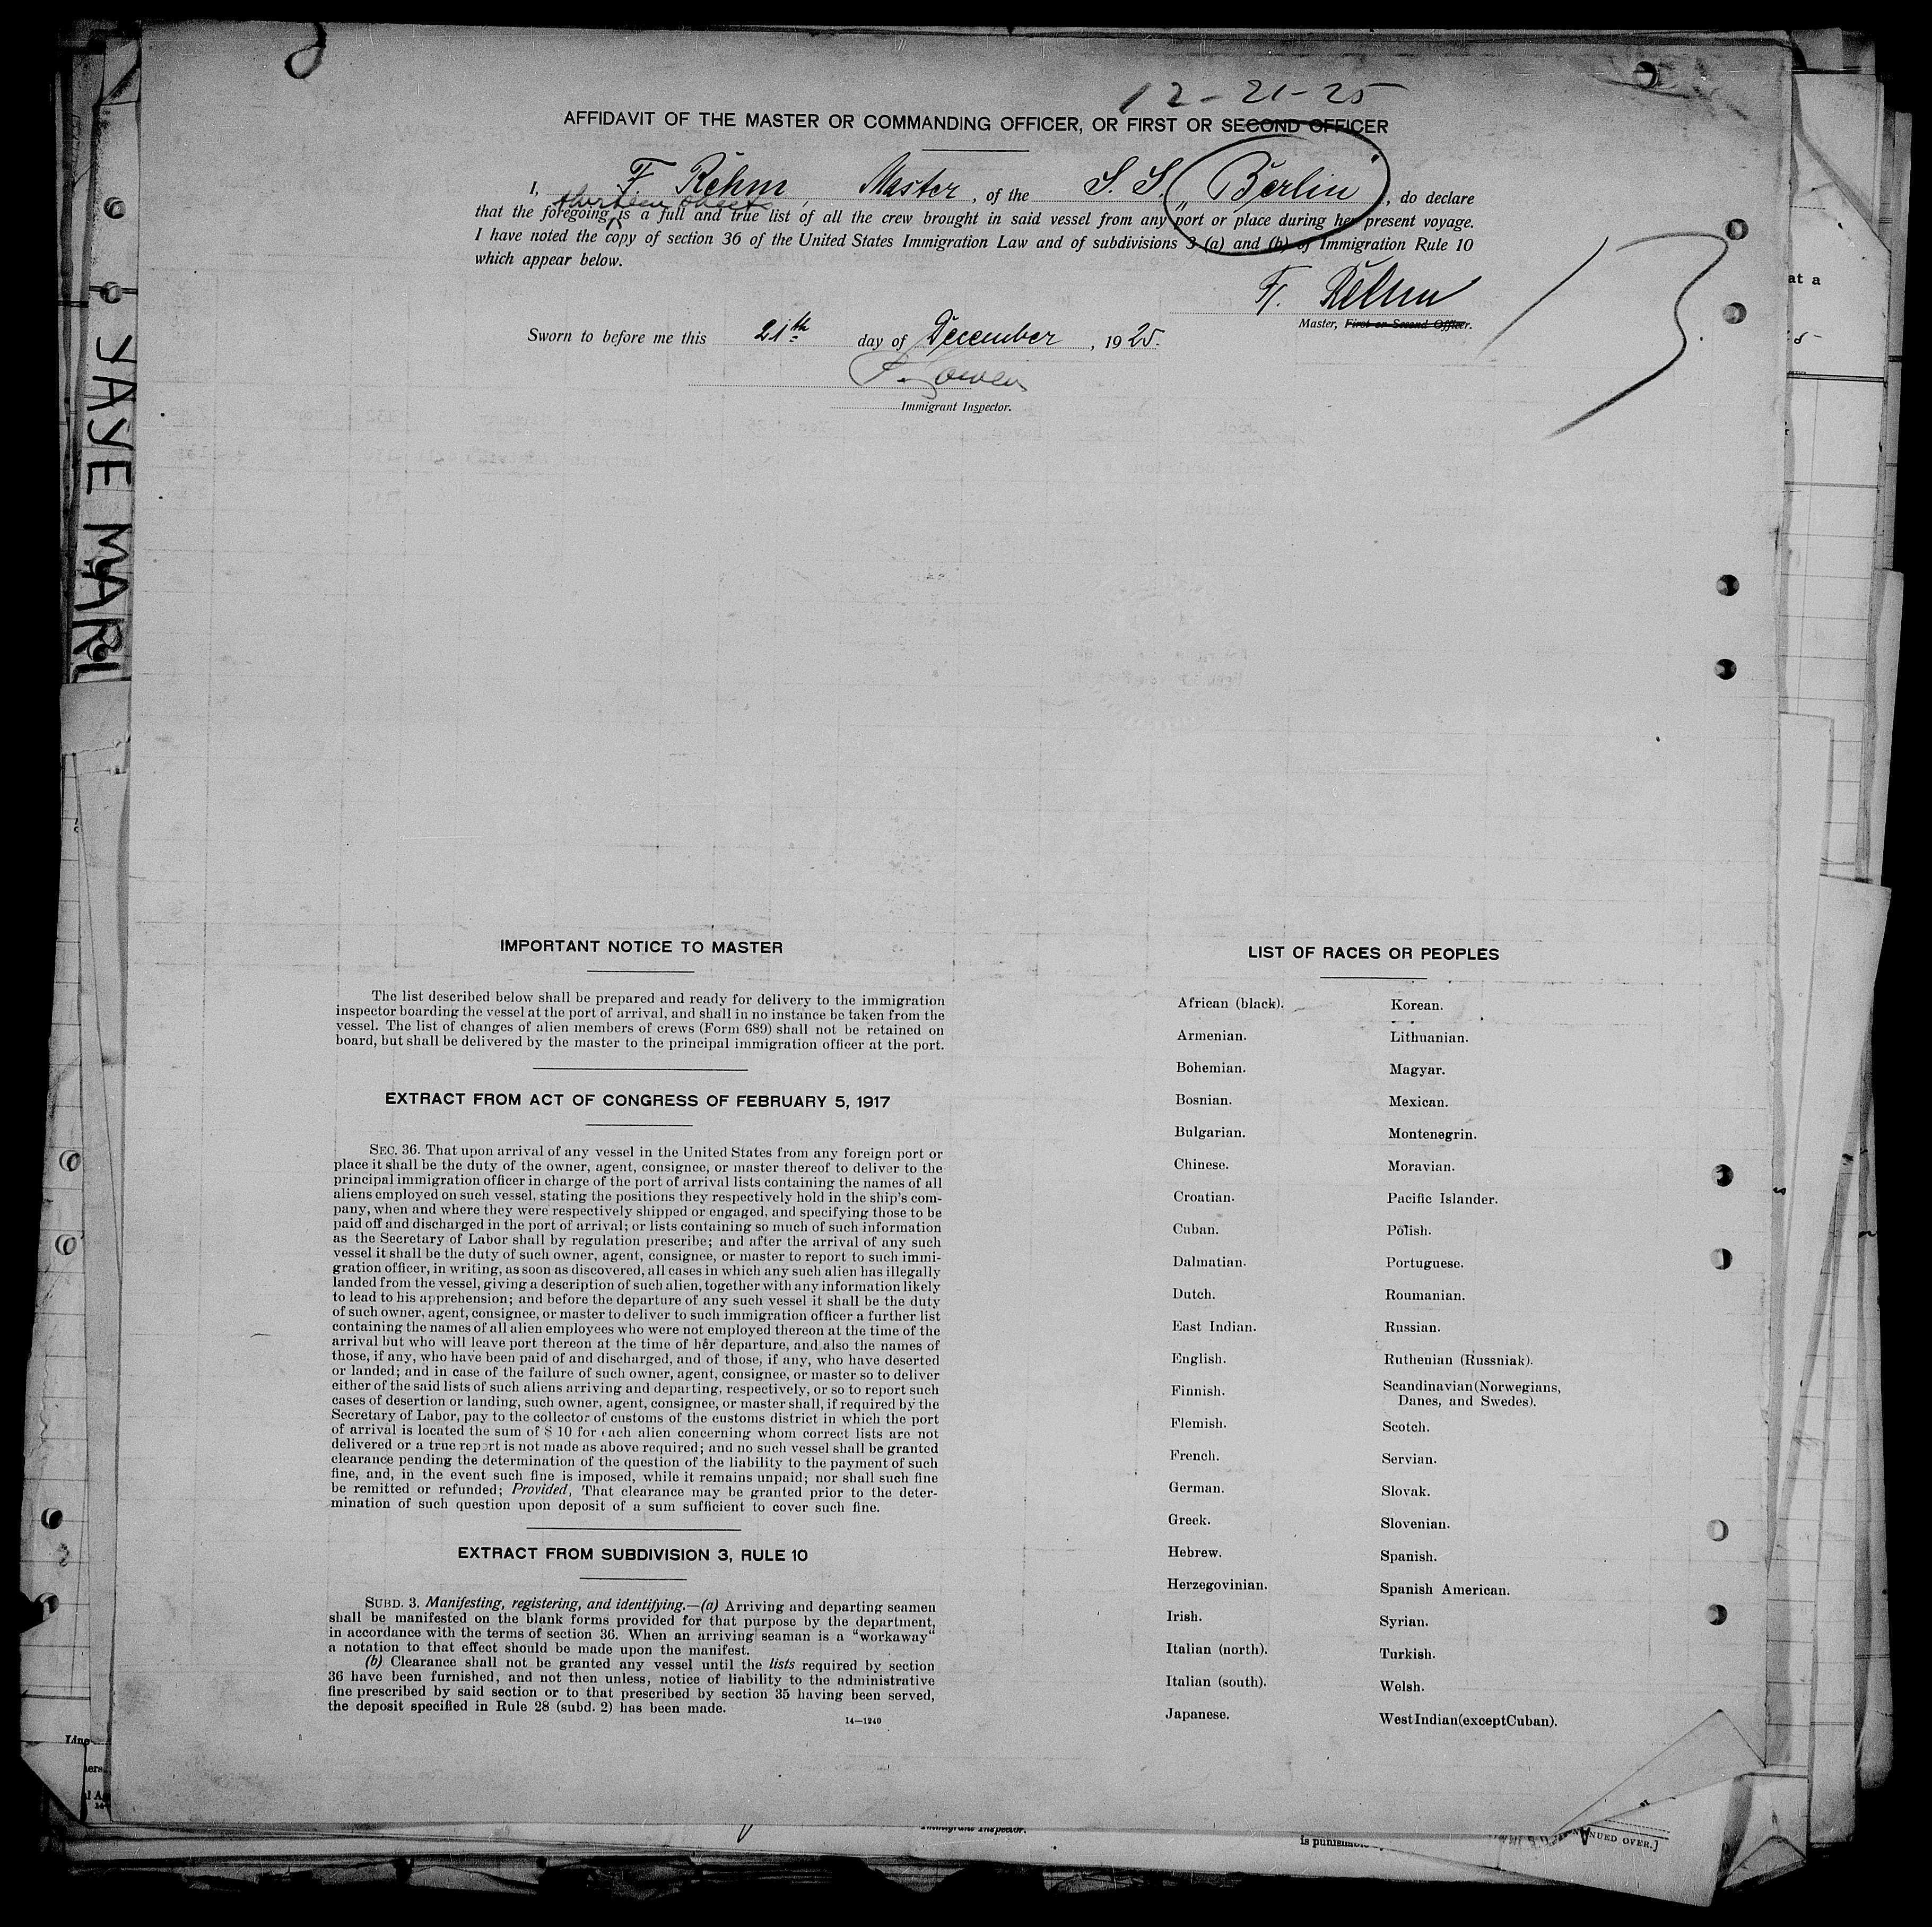 12-21-25
AFFIDAVIT OF THE MASTER OR COMMANDING OFFICER, OR FIRST OR SECOND OFFICER
I, F. Rehm, Master, of the S. S. „Berlin", do declare
thirteen sheets
that the foregoing is a full and true list of all the crew brought in said vessel from any port or place during her present voyage.
I have noted the copy of section 36 of the United States Immigration Law and of subdivisions 3 (a) and (b) of Immigration Rule 10
which appear below.
F. Rehm
Master, First or Second Officer.
13
Sworn to before me this 21th day of December, 1925.
Immigrant Inspector.
SAYE MARI
at a
IMPORTANT NOTICE TO MASTER
The list described below shall be prepared and ready for delivery to the immigration
inspector boarding the vessel at the port of arrival, and shall in no instance be taken from the
vessel. The list of changes of alien members of crews (Form 689) shall not be retained on
board, but shall be delivered by the master to the principal immigration officer at the port.
EXTRACT FROM ACT OF CONGRESS OF FEBRUARY 5, 1917
SEC. 36. That upon arrival of any vessel in the United States from any foreign port or
place it shall be the duty of the owner, agent, consignee, or master thereof to deliver to the
principal immigration officer in charge of the port of arrival lists containing the names of all
aliens employed on such vessel, stating the positions they respectively hold in the ship's com-
pany, when and where they were respectively shipped or engaged, and specifying those to be
paid off and discharged in the port of arrival; or lists containing so much of such information
as the Secretary of Labor shall by regulation prescribe; and after the arrival of any such
vessel it shall be the duty of such owner, agent, consignee, or master to report to such immi-
gration officer, in writing, as soon as discovered, all cases in which any such alien has illegally
landed from the vessel, giving a description of such alien, together with any information likely
to lead to his apprehension; and before the departure of any such vessel it shall be the duty
of such owner, agent, consignee, or master to deliver to such immigration officer a further list
containing the names of all alien employees who were not employed thereon at the time of the
arrival but who will leave port thereon at the time of her departure, and also the names of
those, if any, who have been paid of and discharged, and of those, if any, who have deserted
or landed; and in case of the failure of such owner, agent, consignee, or master so to deliver
either of the said lists of such aliens arriving and departing, respectively, or so to report such
cases of desertion or landing, such owner, agent, consignee, or master shall, if required by the
Secretary of Labor, pay to the collector of customs of the customs district in which the port
of arrival is located the sum of $ 10 for each alien concerning whom correct lists are not
delivered or a true report is not made as above required; and no such vessel shall be granted
clearance pending the determination of the question of the liability to the payment of such
fine, and, in the event such fine is imposed, while it remains unpaid; nor shall such fine
be remitted or refunded; Provided, That clearance may be granted prior to the deter-
mination of such question upon deposit of a sum sufficient to cover such fine.
EXTRACT FROM SUBDIVISION 3, RULE 10
SUBD. 3. Manifesting, registering, and identifying.—(a) Arriving and departing seamen
shall be manifested on the blank forms provided for that purpose by the department,
in accordance with the terms of section 36. When an arriving seaman is a "workaway"
a notation to that effect should be made upon the manifest.
(b) Clearance shall not be granted any vessel until the lists required by section
36 have been furnished, and not then unless, notice of liability to the administrative
fine prescribed by said section or to that prescribed by section 35 having been served,
the deposit specified in Rule 28 (subd. 2) has been made.
14—1240
LIST OF RACES OR PEOPLES
African (black).
Armenian.
Bohemian.
Bosnian.
Bulgarian.
Chinese.
Croatian.
Cuban.
Dalmatian.
Dutch.
East Indian.
English.
Finnish.
Flemish.
French.
German.
Greek.
Hebrew.
Herzegovinian.
Irish.
Italian (north).
Italian (south).
Japanese.
Korean.
Lithuanian.
Magyar.
Mexican.
Montenegrin.
Moravian.
Pacific Islander.
Polish.
Portuguese.
Roumanian.
Russian.
Ruthenian (Russniak).
Scandinavian (Norwegians,
Danes, and Swedes).
Scotch.
Servian.
Slovak.
Slovenian.
Spanish.
Spanish American.
Syrian.
Turkish.
Welsh.
West Indian (except Cuban).
Immigrant Inspector.
is punishable
NUED OVER.]